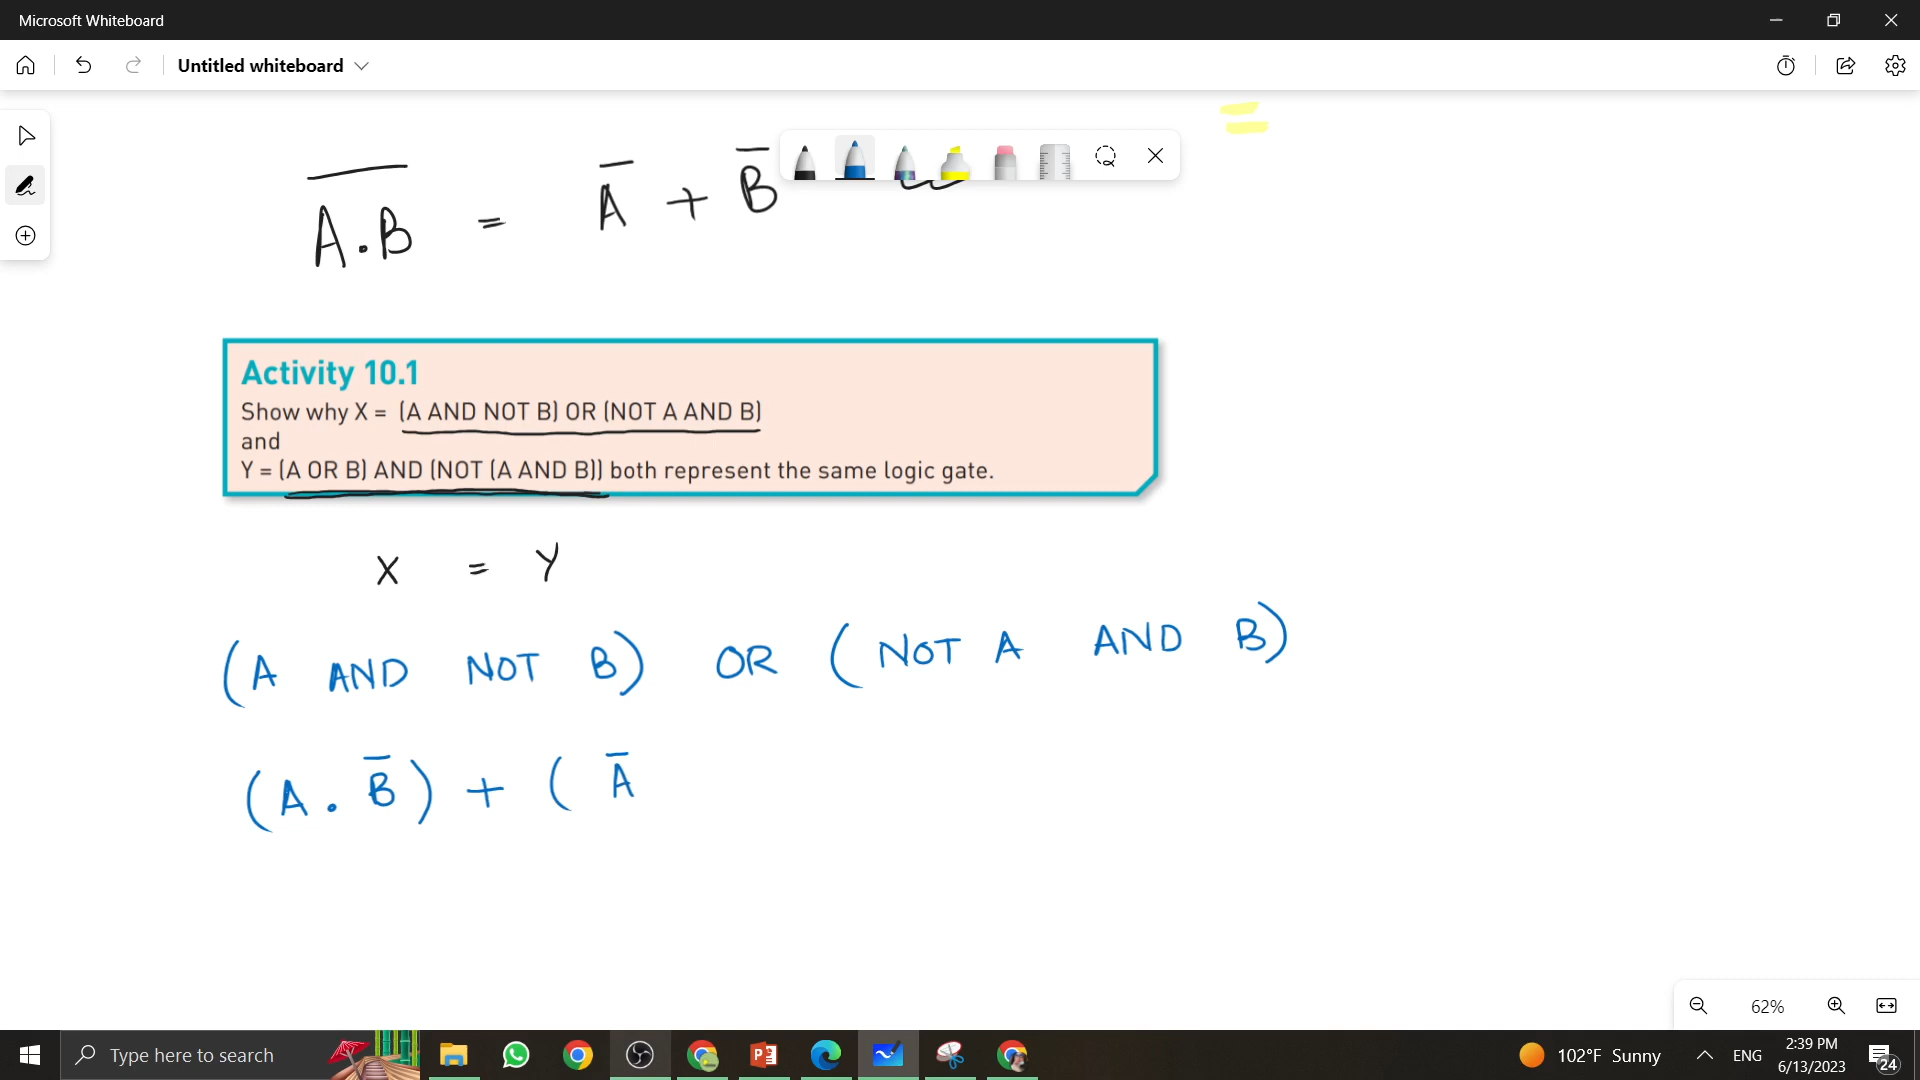 Microsoft Whiteboard
Untitled whiteboard
A̅.̅B̅ = A̅ + B̅
Activity 10.1
Show why X = (A AND NOT B) OR (NOT A AND B)
and
Y = (A OR B) AND (NOT (A AND B)) both represent the same logic gate.
X = Y
(A AND NOT B) OR (NOT A AND B)
(A . B̅) + ( A̅
62%
Type here to search
102°F Sunny
ENG
2:39 PM
6/13/2023
24